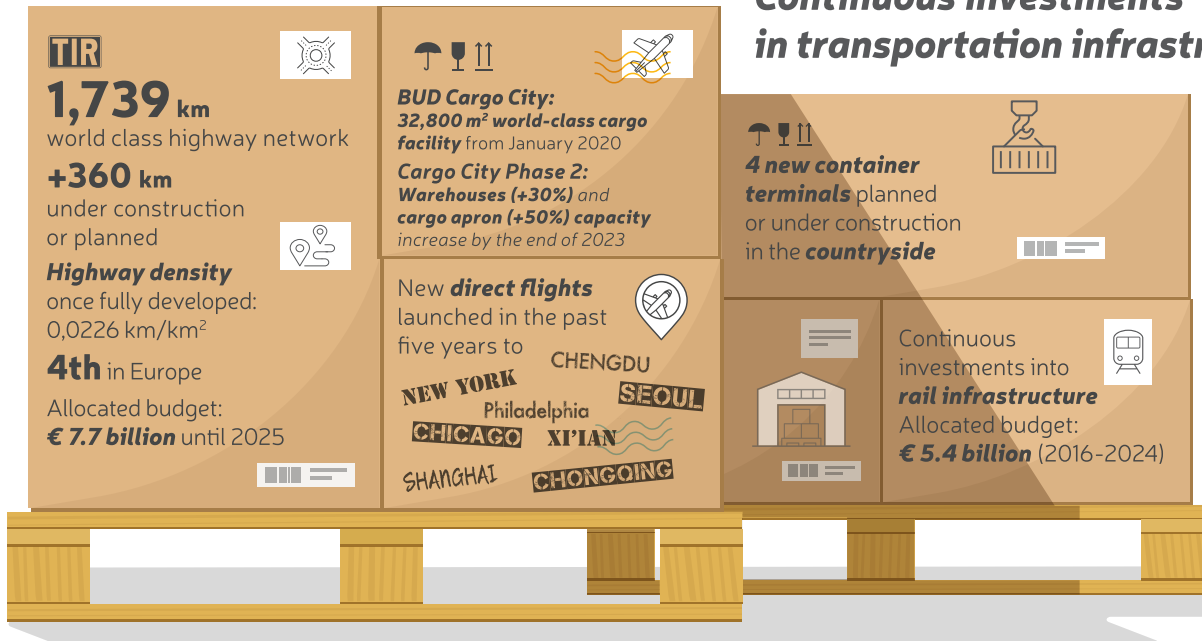 Continuous investments
in transportation infrast
TIR
1,739 km
world class highway network
+360 km
under construction
or planned
Highway density
once fully developed:
0,0226 km/km²
4th in Europe
Allocated budget:
€ 7.7 billion until 2025
BUD Cargo City:
32,800 m² world-class cargo
facility from January 2020
Cargo City Phase 2:
Warehouses (+30%) and
cargo apron (+50%) capacity
increase by the end of 2023
New direct flights
launched in the past
five years to
CHENGDU
NEW YORK
SEOUL
Philadelphia
CHICAGO
XI'IAN
SHANGHAI
CHONGOING
4 new container
terminals planned
or under construction
in the countryside
Continuous
investments into
rail infrastructure
Allocated budget:
€ 5.4 billion (2016-2024)